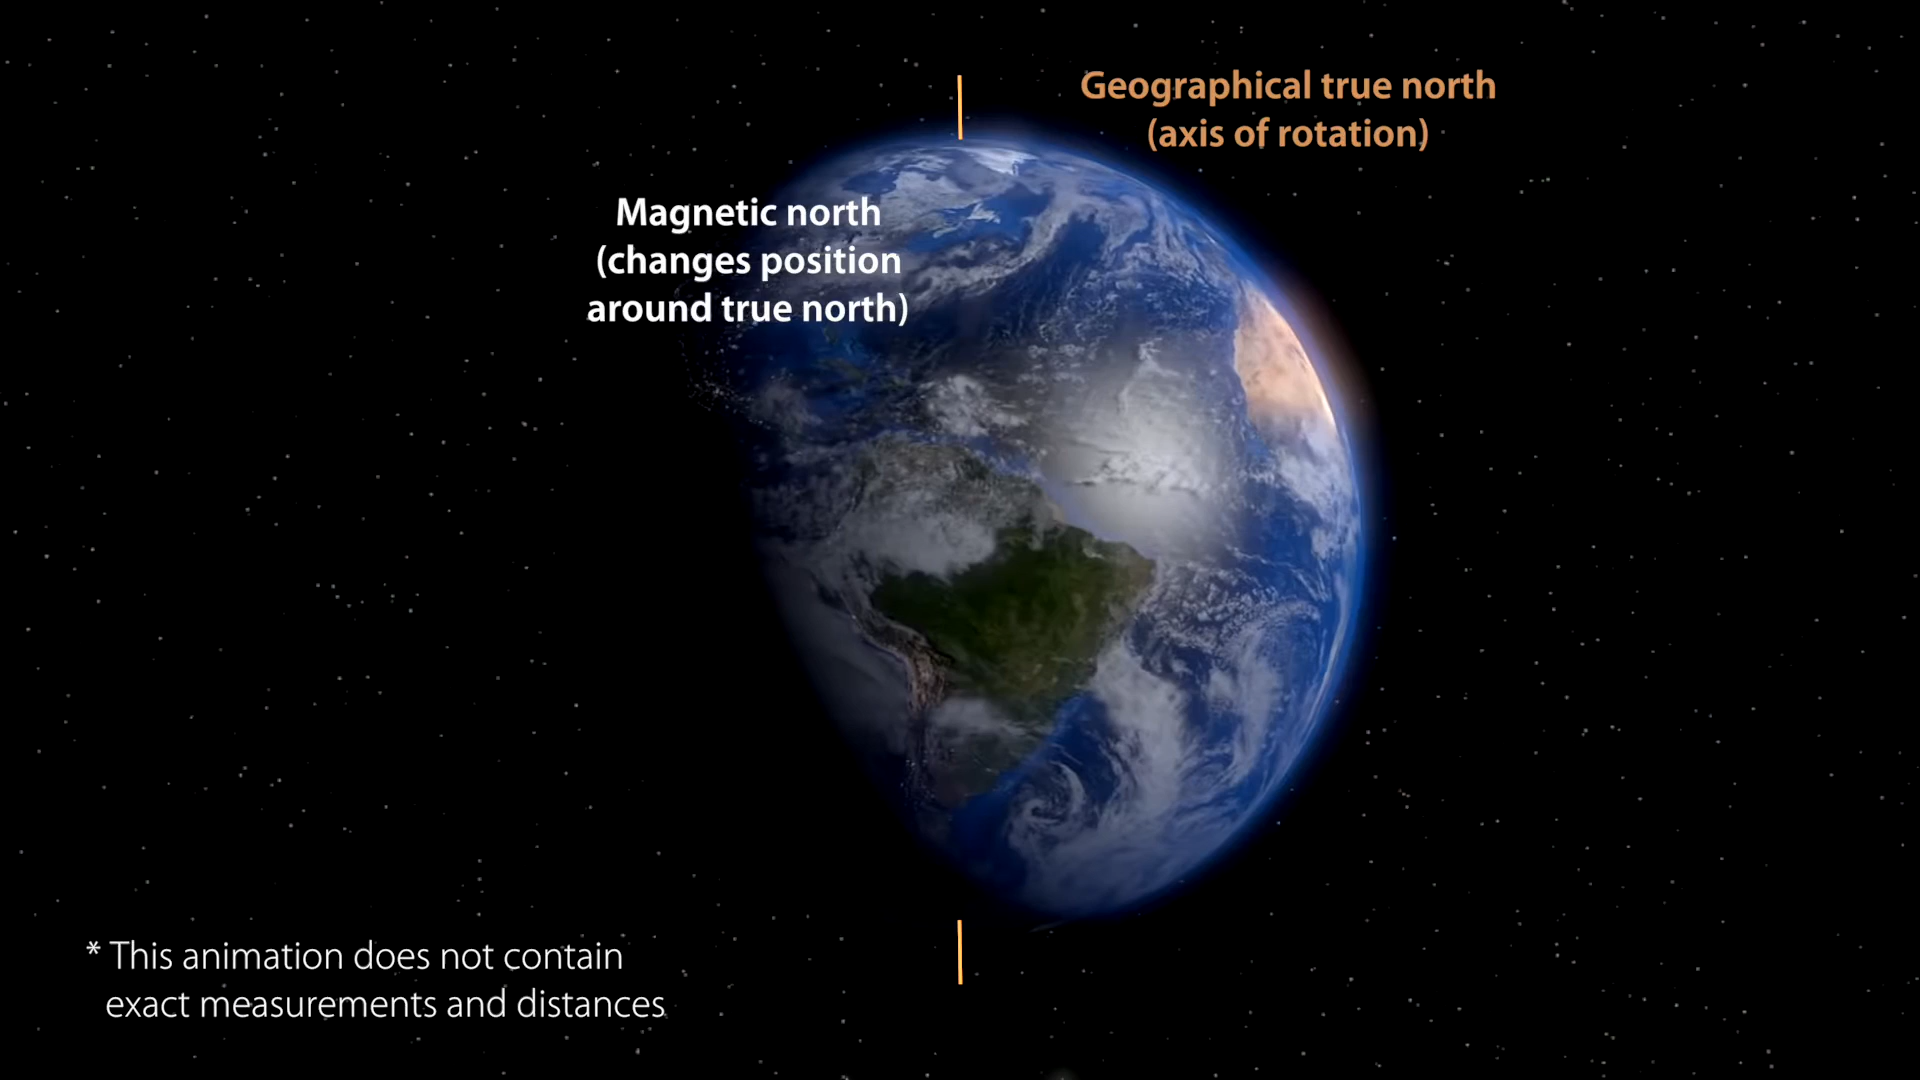 Geographical true north
(axis of rotation)
Magnetic north
(changes position
around true north)
* This animation does not contain
exact measurements and distances